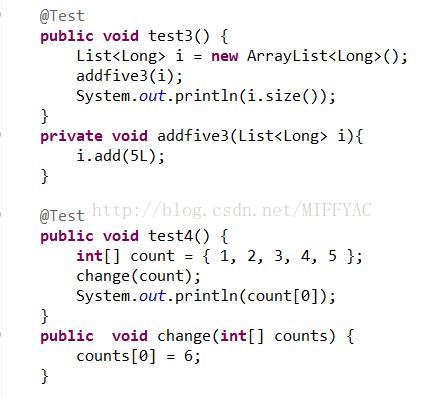 @Test
public void test3() {
    List<Long> i = new ArrayList<Long>();
    addfive3(i);
    System.out.println(i.size());
}
private void addfive3(List<Long> i){
    i.add(5L);
}
@Test
http://blog.csdn.net/MIFFYAC
public void test4() {
    int[] count = { 1, 2, 3, 4, 5 };
    change(count);
    System.out.println(count[0]);
}
public  void change(int[] counts) {
    counts[0] = 6;
}